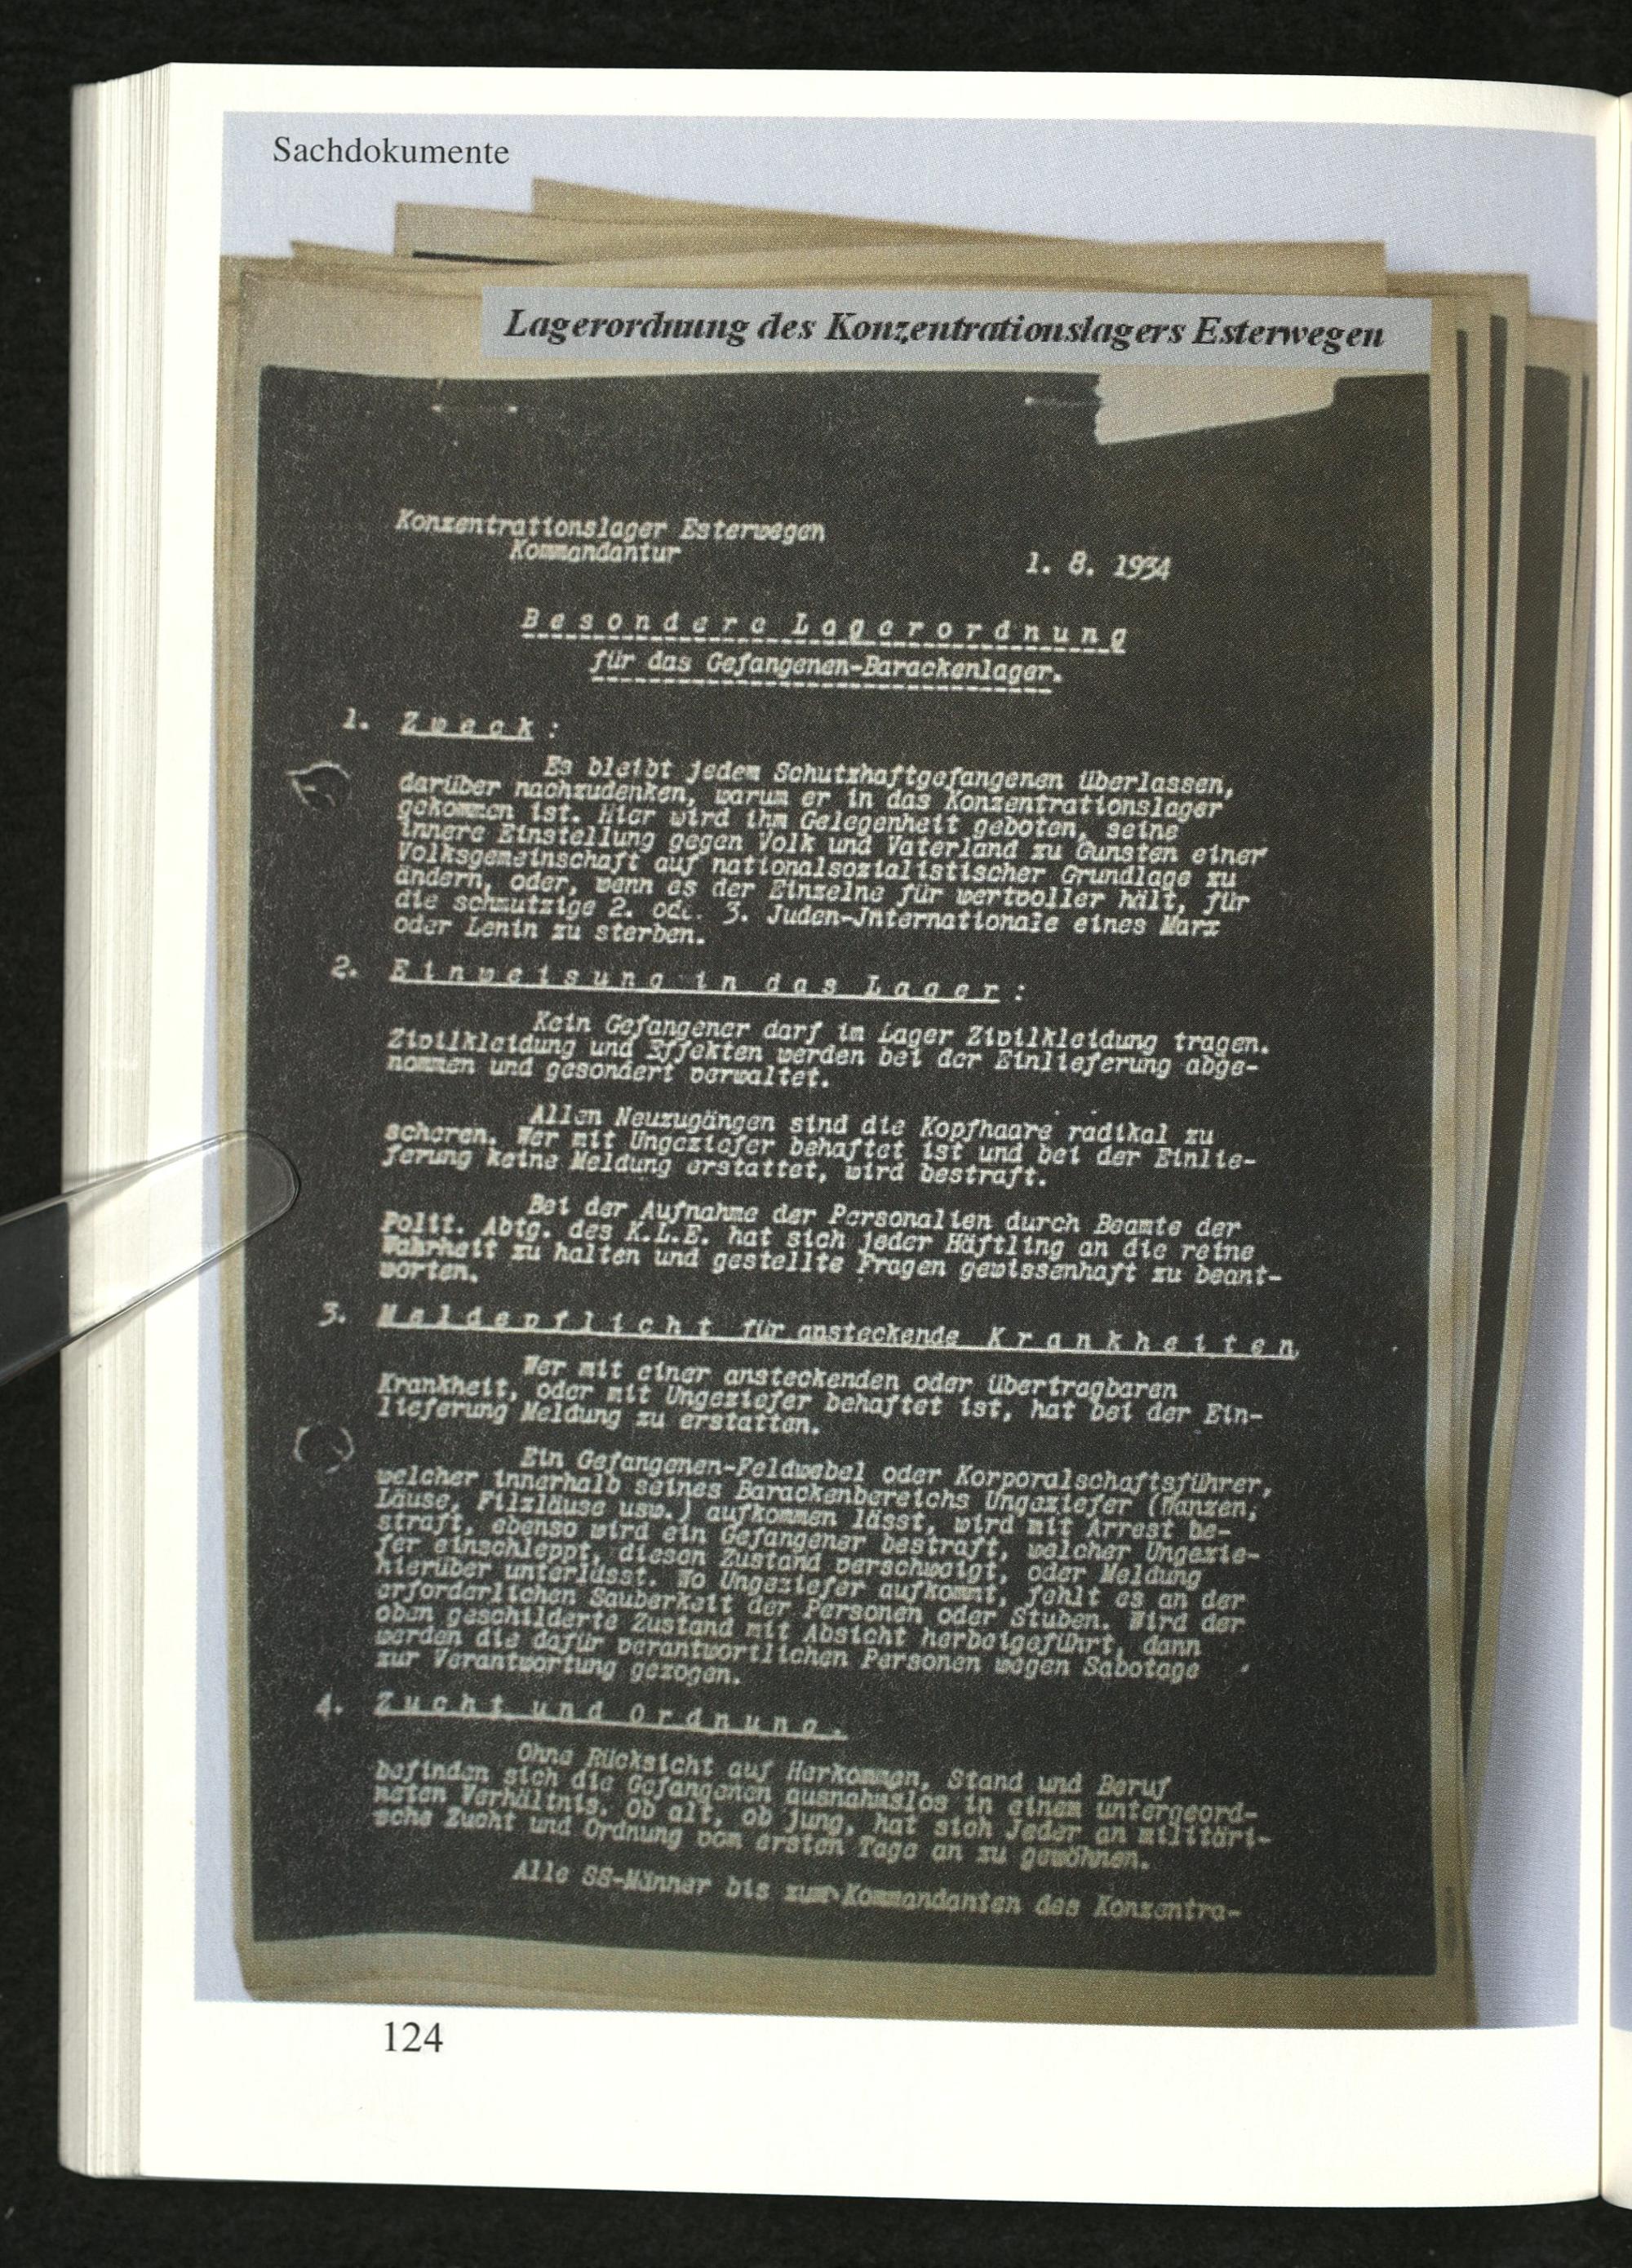 Sachdokumente
Lagerordnung des Konzentrationslagers Esterwegen
Konzentrationslager Esterwegen
Kommandantur
1. 8. 1934
Besondere Lagerordnung
für das Gefangenen-Barackenlager.
1. Zweck:
Es bleibt jedem Schutzhaftgefangenen überlassen,
darüber nachzudenken, warum er in das Konzentrationslager
gekommen ist. Hier wird ihm Gelegenheit geboten, seine
innere Einstellung gegen Volk und Vaterland zu Gunsten einer
Volksgemeinschaft auf nationalsozialistischer Grundlage zu
ändern, oder, wenn es der Einzelne für wertvoller hält, für
die schmutzige 2. od. 3. Juden-Jnternationale eines Marx
oder Lenin zu sterben.
2. Einweisung in das Lager:
Kein Gefangener darf im Lager Zivilkleidung tragen.
Zivilkleidung und Effekten werden bei der Einlieferung abge-
nommen und gesondert verwaltet.
Allen Neuzugängen sind die Kopfhaare radikal zu
scheren. Wer mit Ungeziefer behaftet ist und bei der Einlie-
ferung keine Meldung erstattet, wird bestraft.
Bei der Aufnahme der Personalien durch Beamte der
Polit. Abtg. des K.L.E. hat sich jeder Häftling an die reine
Wahrheit zu halten und gestellte Fragen gewissenhaft zu beant-
worten.
3. Meldepflicht für ansteckende Krankheiten
Wer mit einer ansteckenden oder übertragbaren
Krankheit, oder mit Ungeziefer behaftet ist, hat bei der Ein-
lieferung Meldung zu erstatten.
Ein Gefangenen-Feldwebel oder Korporalschaftsführer,
welcher innerhalb seines Barackenbereichs Ungeziefer (Wanzen,
Läuse, Filzläuse usw.) aufkommen lässt, wird mit Arrest be-
straft, ebenso wird ein Gefangener bestraft, welcher Ungezie-
fer einschleppt, diesen Zustand verschweigt, oder Meldung
hierüber unterlässt. Wo Ungeziefer aufkommt, fehlt es an der
erforderlichen Sauberkeit der Personen oder Stuben. Wird der
oben geschilderte Zustand mit Absicht herbeigeführt, dann
werden die dafür verantwortlichen Personen wegen Sabotage
zur Verantwortung gezogen.
4. Zucht und Ordnung.
Ohne Rücksicht auf Herkommen, Stand und Beruf
befinden sich die Gefangenen ausnahmslos in einem untergeord-
neten Verhältnis. Ob alt, ob jung, hat sich Jeder an militäri-
sche Zucht und Ordnung vom ersten Tage an zu gewöhnen.
Alle SS-Männer bis zum Kommandanten des Konzentra-
124